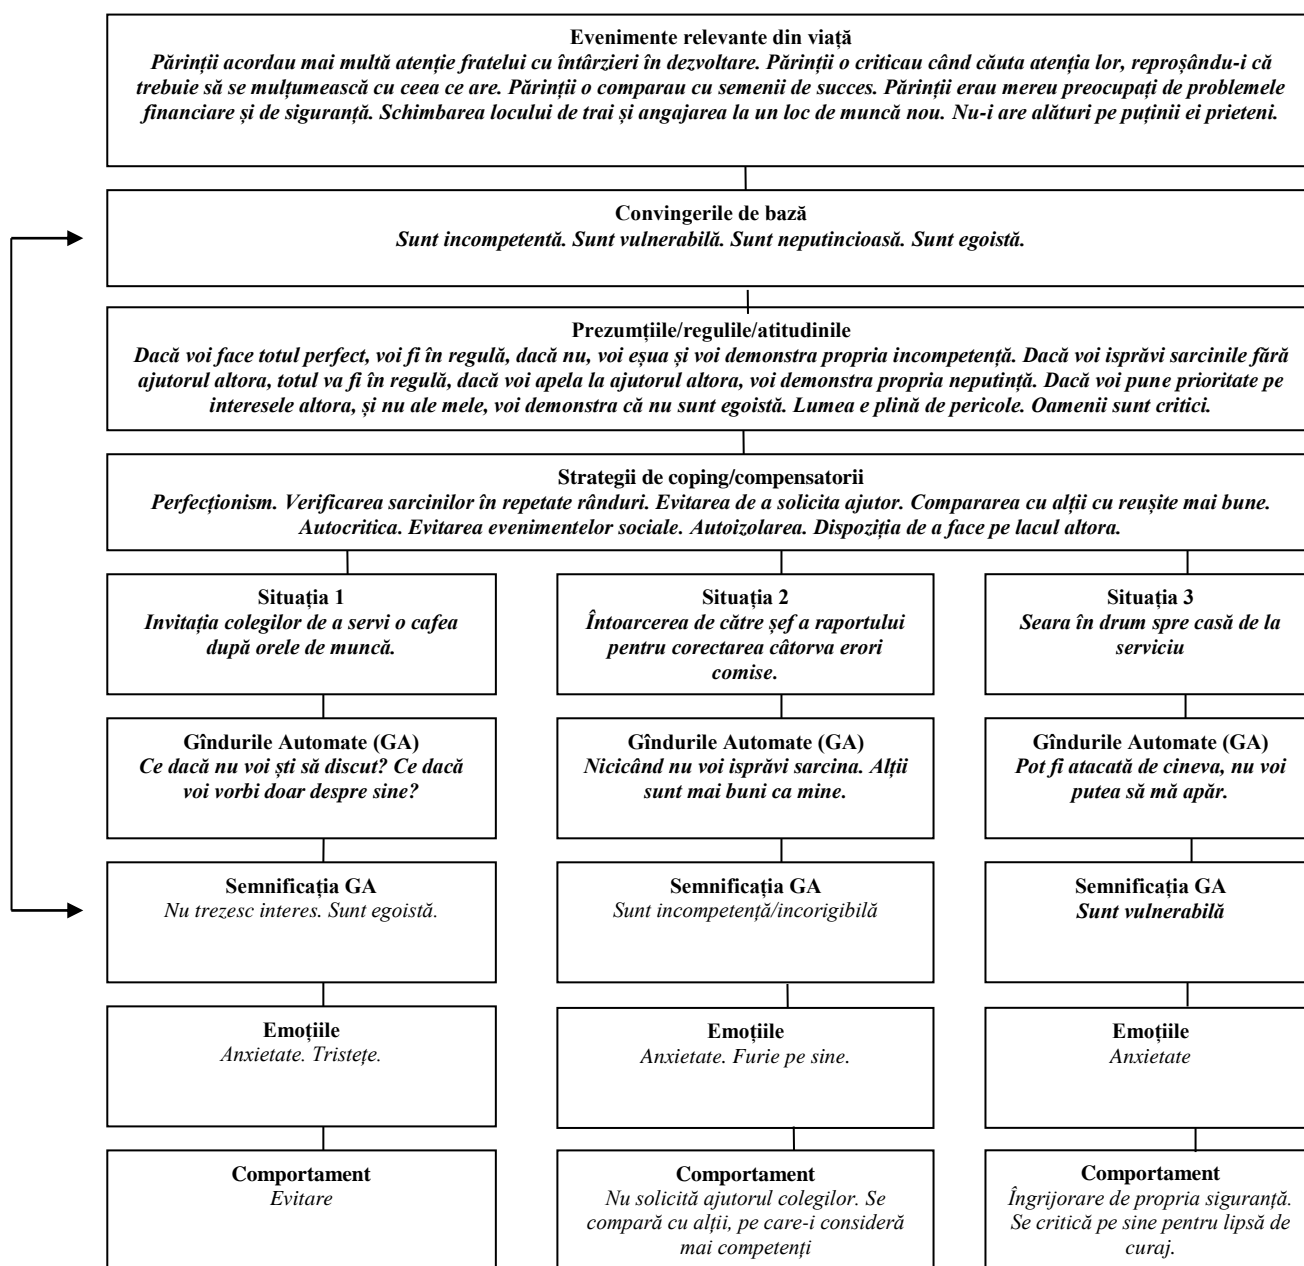 Evenimente relevante din viață
Părinții acordau mai multă atenție fratelui cu întârzieri în dezvoltare. Părinții o criticau când căuta atenția lor, reproșându-i că
trebuie să se mulțumească cu ceea ce are. Părinții o comparau cu semenii de succes. Părinții erau mereu preocupați de problemele
financiare și de siguranță. Schimbarea locului de trai și angajarea la un loc de muncă nou. Nu-i are alături pe puținii ei prieteni.
Convingerile de bază
Sunt incompetentă. Sunt vulnerabilă. Sunt neputincioasă. Sunt egoistă.
Prezumțiile/regulile/atitudinile
Dacă voi face totul perfect, voi fi în regulă, dacă nu, voi eșua și voi demonstra propria incompetență. Dacă voi isprăvi sarcinile fără
ajutorul altora, totul va fi în regulă, dacă voi apela la ajutorul altora, voi demonstra propria neputință. Dacă voi pune prioritate pe
interesele altora, și nu ale mele, voi demonstra că nu sunt egoistă. Lumea e plină de pericole. Oamenii sunt critici.
Strategii de coping/compensatorii
Perfecționism. Verificarea sarcinilor în repetate rânduri. Evitarea de a solicita ajutor. Compararea cu alții cu reușite mai bune.
Autocritica. Evitarea evenimentelor sociale. Autoizolarea. Dispoziția de a face pe lacul altora.
Situația 1
Invitația colegilor de a servi o cafea
după orele de muncă.
Situația 2
Întoarcerea de către șef a raportului
pentru corectarea câtorva erori
comise.
Situația 3
Seara în drum spre casă de la
serviciu
Gîndurile Automate (GA)
Ce dacă nu voi ști să discut? Ce dacă
voi vorbi doar despre sine?
Gîndurile Automate (GA)
Nicicând nu voi isprăvi sarcina. Alții
sunt mai buni ca mine.
Gîndurile Automate (GA)
Pot fi atacată de cineva, nu voi
putea să mă apăr.
Semnificația GA
Nu trezesc interes. Sunt egoistă.
Semnificația GA
Sunt incompetență/incorigibilă
Semnificația GA
Sunt vulnerabilă
Emoțiile
Anxietate. Tristețe.
Emoțiile
Anxietate. Furie pe sine.
Emoțiile
Anxietate
Comportament
Evitare
Comportament
Nu solicită ajutorul colegilor. Se
compară cu alții, pe care-i consideră
mai competenți
Comportament
Îngrijorare de propria siguranță.
Se critică pe sine pentru lipsă de
curaj.